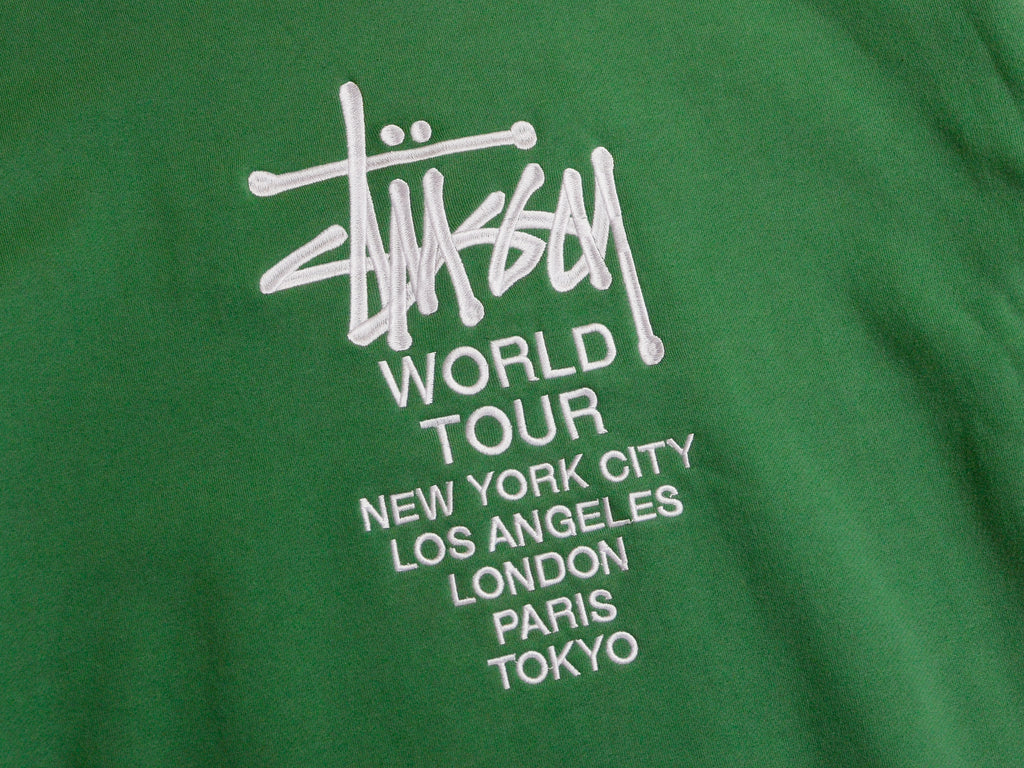 Stüssy
WORLD
TOUR
NEW YORK CITY
LOS ANGELES
LONDON
PARIS
TOKYO